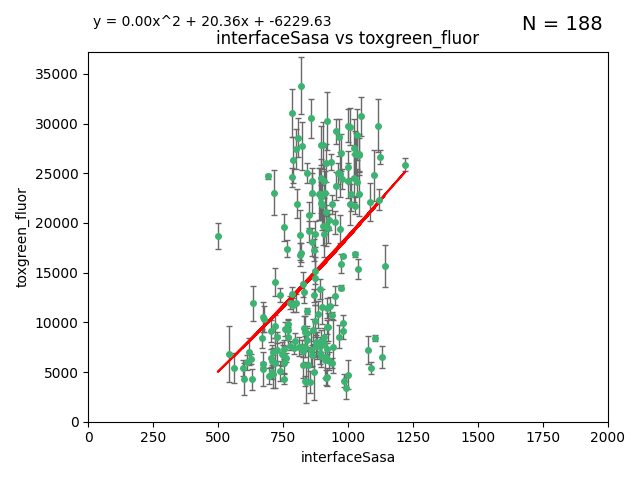 y = 0.00x^2 + 20.36x + -6229.63
N = 188
interfaceSasa vs toxgreen_fluor
35000
30000
25000
20000
15000
10000
5000
0
toxgreen_fluor
0 250 500 750 1000 1250 1500 1750 2000
interfaceSasa